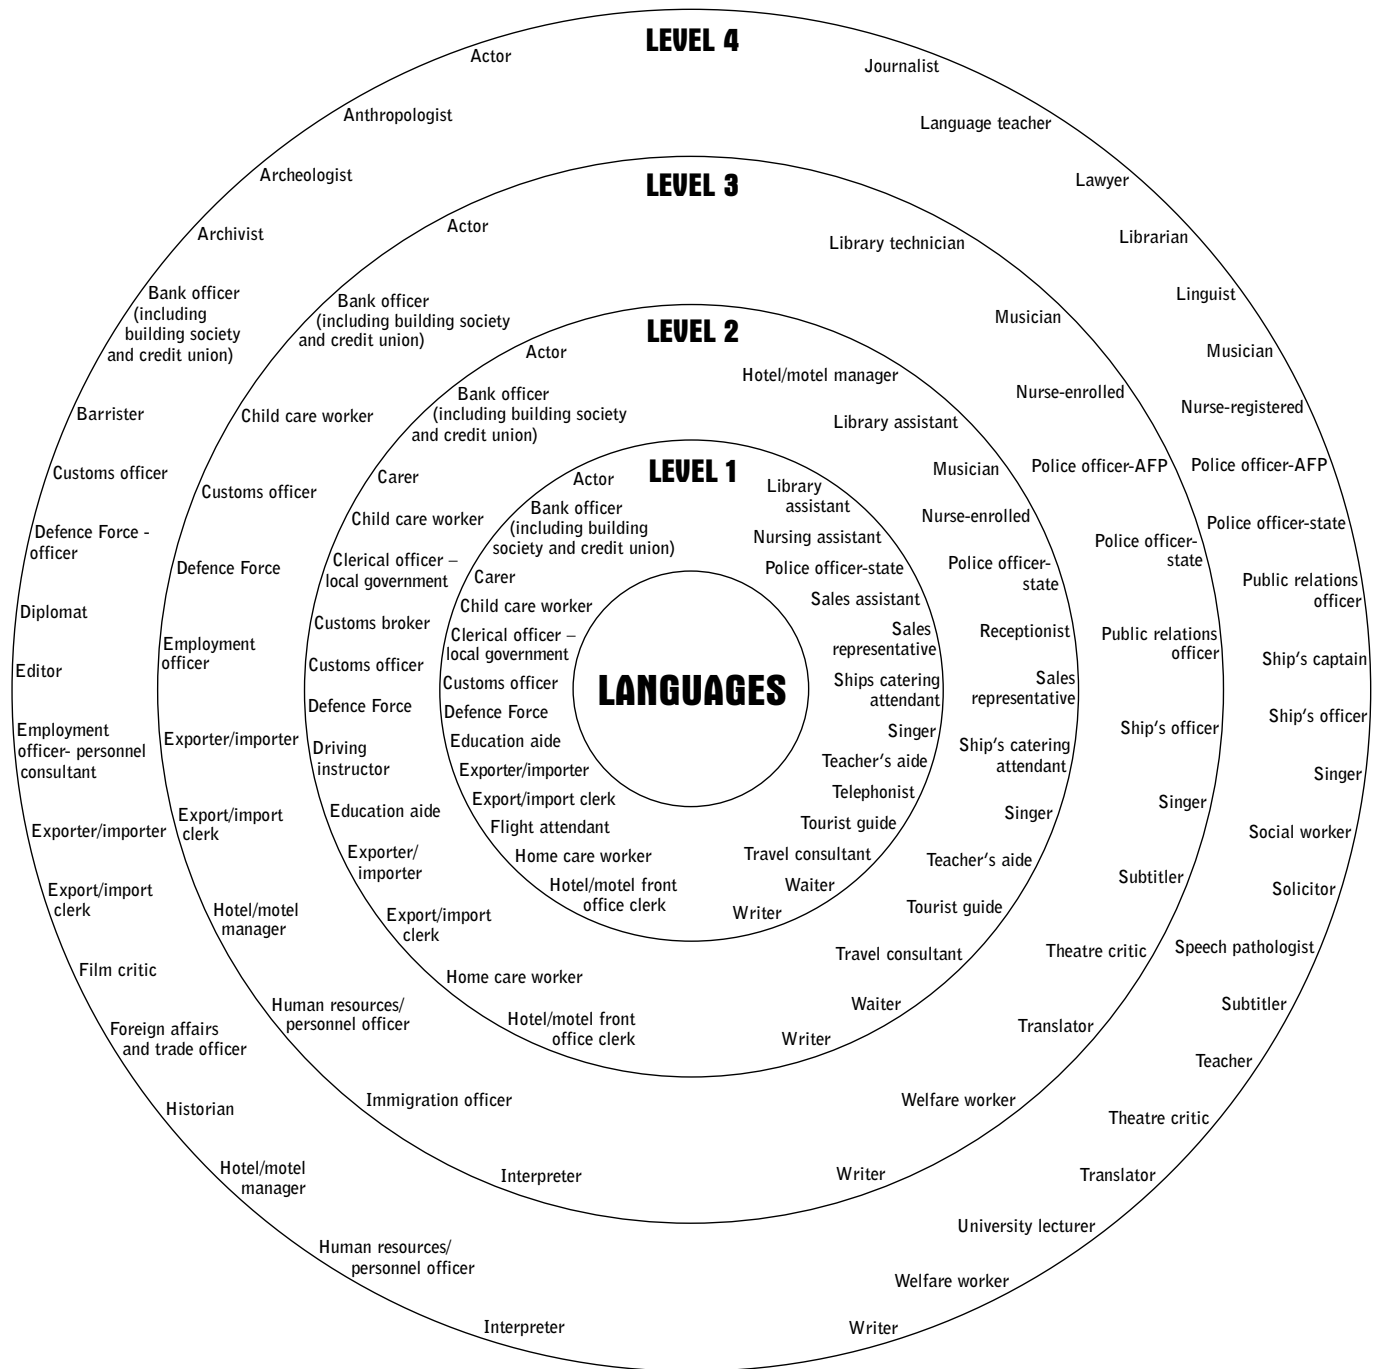 LEVEL 4
Actor
Anthropologist
Archeologist
Archivist
Bank officer
(including
building society
and credit union)
Barrister
Customs officer
Defence Force -
officer
Diplomat
Editor
Employment
officer- personnel
consultant
Exporter/importer
Export/import
clerk
Film critic
Foreign affairs
and trade officer
Historian
Hotel/motel
manager
Human resources/
personnel officer
Interpreter
Journalist
Language teacher
Lawyer
Librarian
Linguist
Musician
Nurse-registered
Police officer-AFP
Police officer-state
Public relations
officer
Ship's captain
Ship's officer
Singer
Social worker
Solicitor
Speech pathologist
Subtitler
Teacher
Theatre critic
Translator
University lecturer
Welfare worker
Writer
LEVEL 3
Actor
Bank officer
(including building society
and credit union)
Child care worker
Customs officer
Defence Force
Employment
officer
Exporter/importer
Export/import
clerk
Hotel/motel
manager
Human resources/
personnel officer
Immigration officer
Interpreter
Library technician
Musician
Nurse-enrolled
Police officer-AFP
Police officer-
state
Public relations
officer
Ship's officer
Singer
Subtitler
Theatre critic
Translator
Welfare worker
Writer
LEVEL 2
Actor
Bank officer
(including building society
and credit union)
Carer
Child care worker
Clerical officer –
local government
Customs broker
Customs officer
Defence Force
Driving
instructor
Education aide
Exporter/
importer
Export/import
clerk
Home care worker
Hotel/motel front
office clerk
Hotel/motel manager
Library assistant
Musician
Nurse-enrolled
Police officer-
state
Receptionist
Sales
representative
Ship's catering
attendant
Singer
Teacher's aide
Tourist guide
Travel consultant
Waiter
Writer
LEVEL 1
Actor
Bank officer
(including building
society and credit union)
Carer
Child care worker
Clerical officer –
local government
Customs officer
Defence Force
Education aide
Exporter/importer
Export/import clerk
Flight attendant
Home care worker
Hotel/motel front
office clerk
Library
assistant
Nursing assistant
Police officer-state
Sales assistant
Sales
representative
Ships catering
attendant
Singer
Teacher's aide
Telephonist
Tourist guide
Travel consultant
Waiter
Writer
LANGUAGES